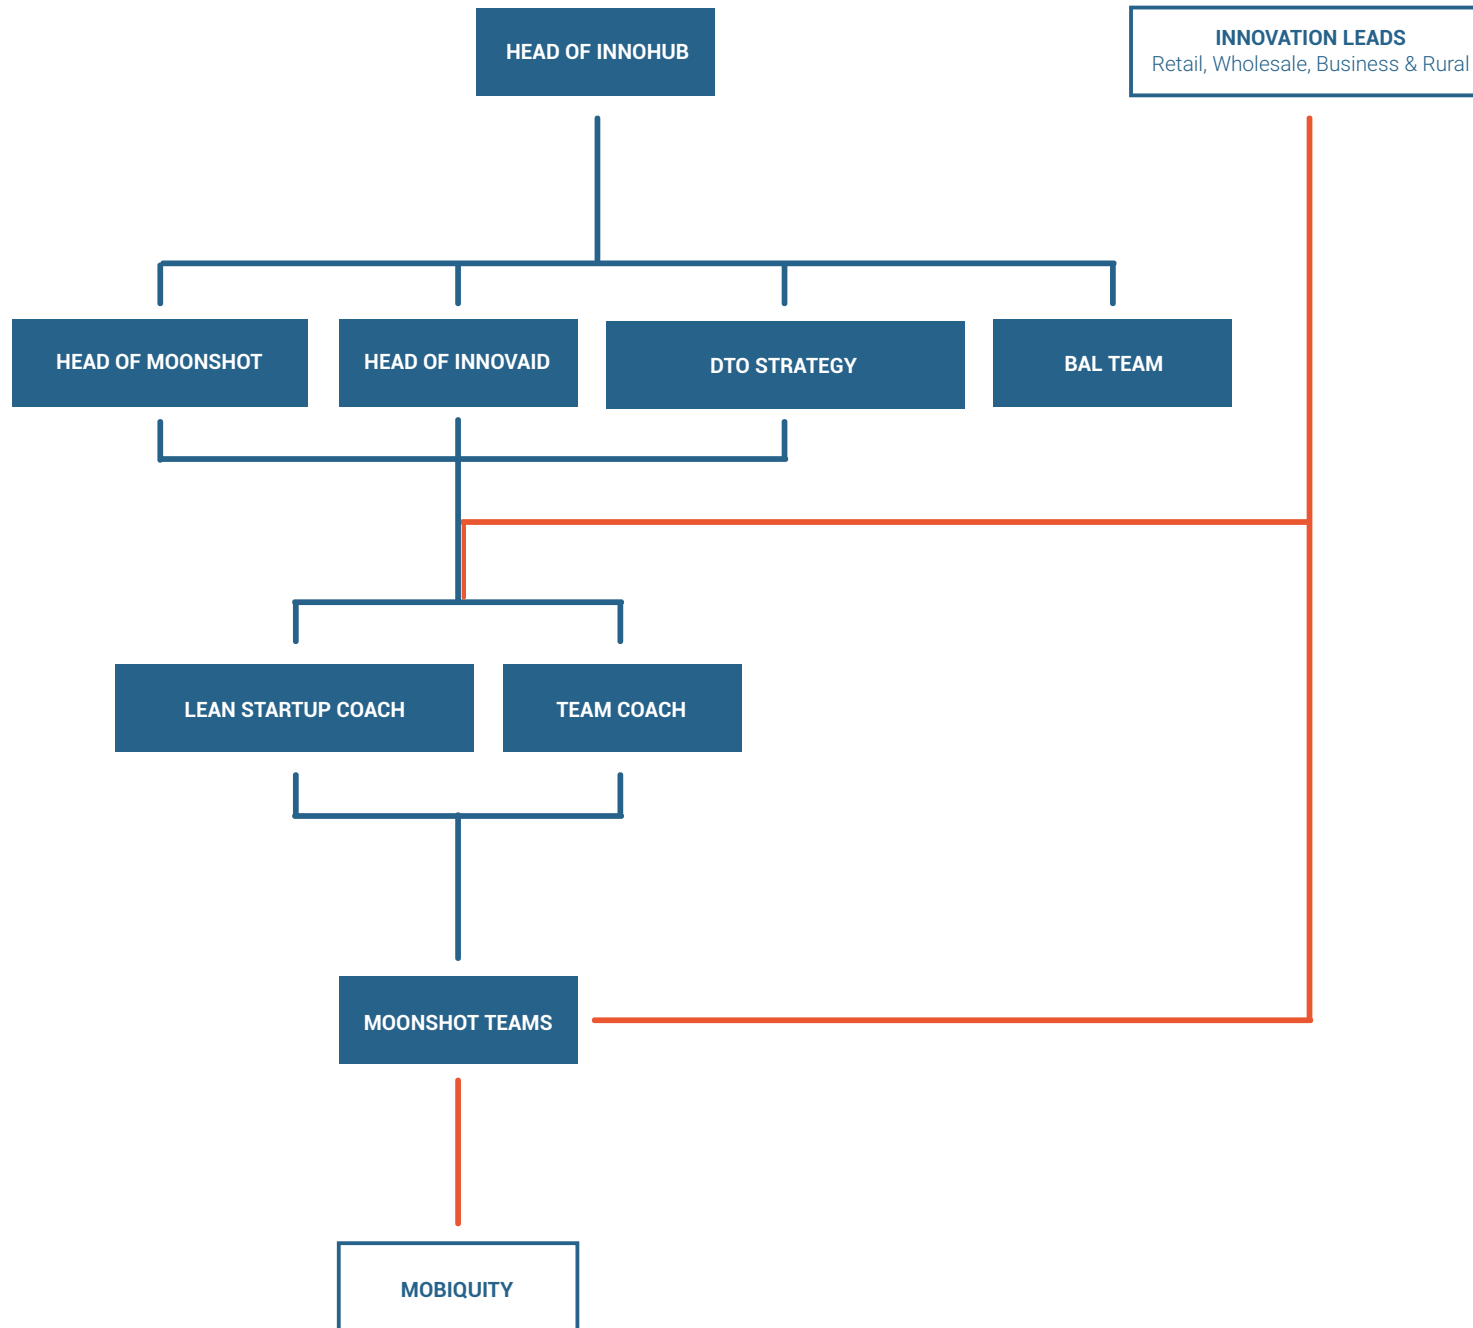 HEAD OF INNOHUB
INNOVATION LEADS
Retail, Wholesale, Business & Rural
HEAD OF MOONSHOT
HEAD OF INNOVAID
DTO STRATEGY
BAL TEAM
LEAN STARTUP COACH
TEAM COACH
MOONSHOT TEAMS
MOBIQUITY